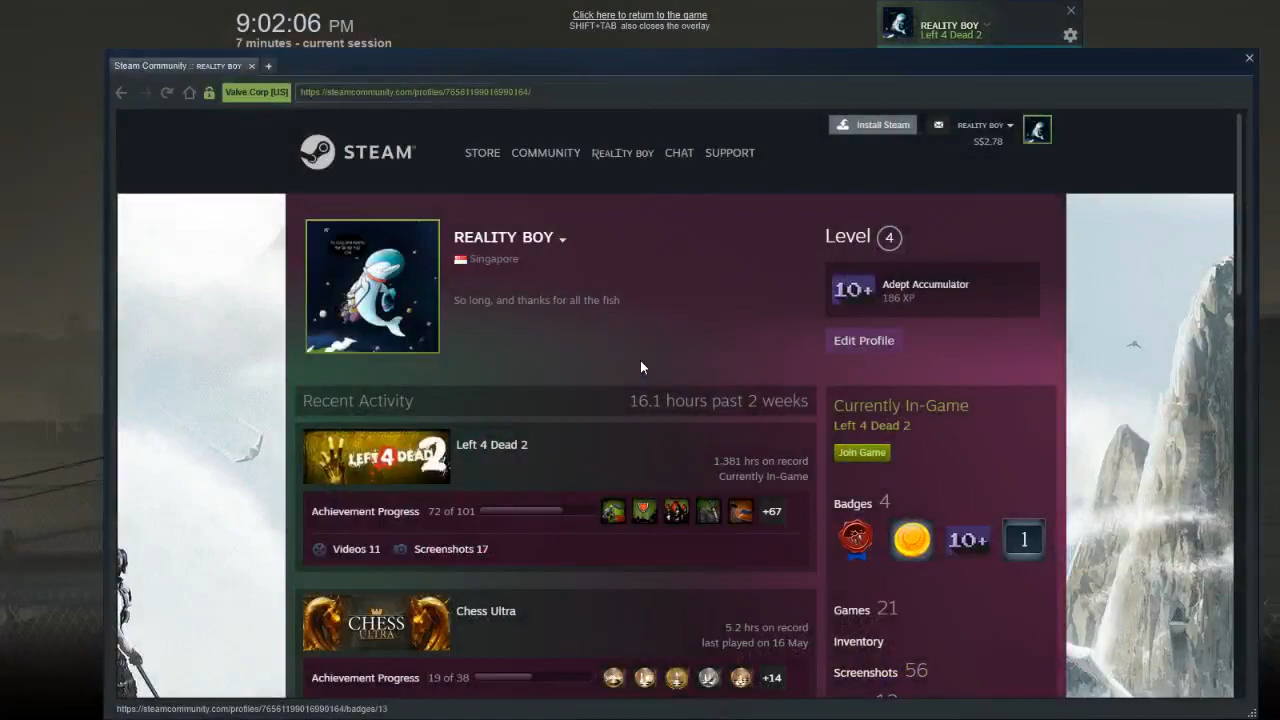 9:02:06 PM
7 minutes - current session
Click here to return to the game
SHIFT+TAB also closes the overlay
REALITY BOY
Left 4 Dead 2
Steam Community :: REALITY BOY
Valve Corp [US]
https://steamcommunity.com/profiles/76561199016990164/
Install Steam
REALITY BOY
S$2.78
STEAM
STORE COMMUNITY REALITY BOY CHAT SUPPORT
REALITY BOY
Singapore
So long, and thanks for all the fish
Level 4
10+
Adept Accumulator
186 XP
Edit Profile
Recent Activity 16.1 hours past 2 weeks
LEFT 4 DEAD 2
Left 4 Dead 2
1,381 hrs on record
Currently In-Game
Achievement Progress 72 of 101 +67
Videos 11 Screenshots 17
CHESS
ULTRA
Chess Ultra
5.2 hrs on record
last played on 16 May
Achievement Progress 19 of 38 +14
Currently In-Game
Left 4 Dead 2
Join Game
Badges 4
10+ 1
Games 21
Inventory
Screenshots 56
https://steamcommunity.com/profiles/76561199016990164/badges/13